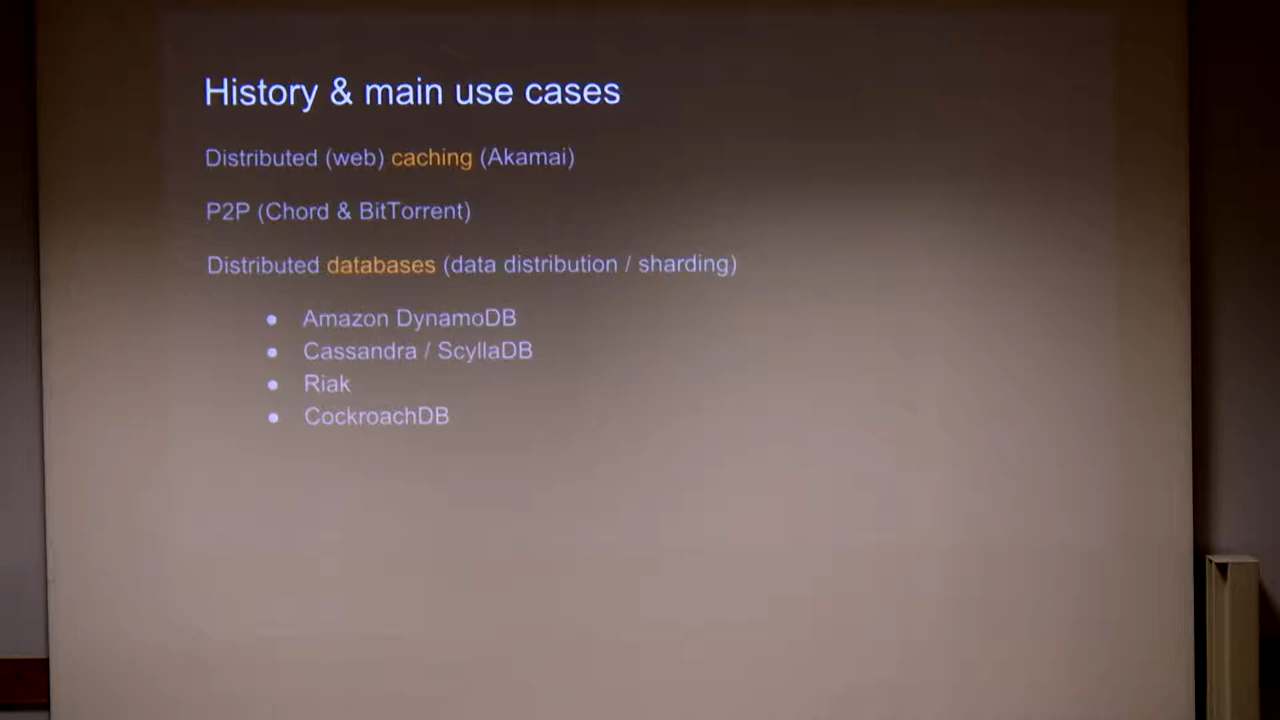 History & main use cases
Distributed (web) caching (Akamai)
P2P (Chord & BitTorrent)
Distributed databases (data distribution / sharding)
● Amazon DynamoDB
● Cassandra / ScyllaDB
● Riak
● CockroachDB